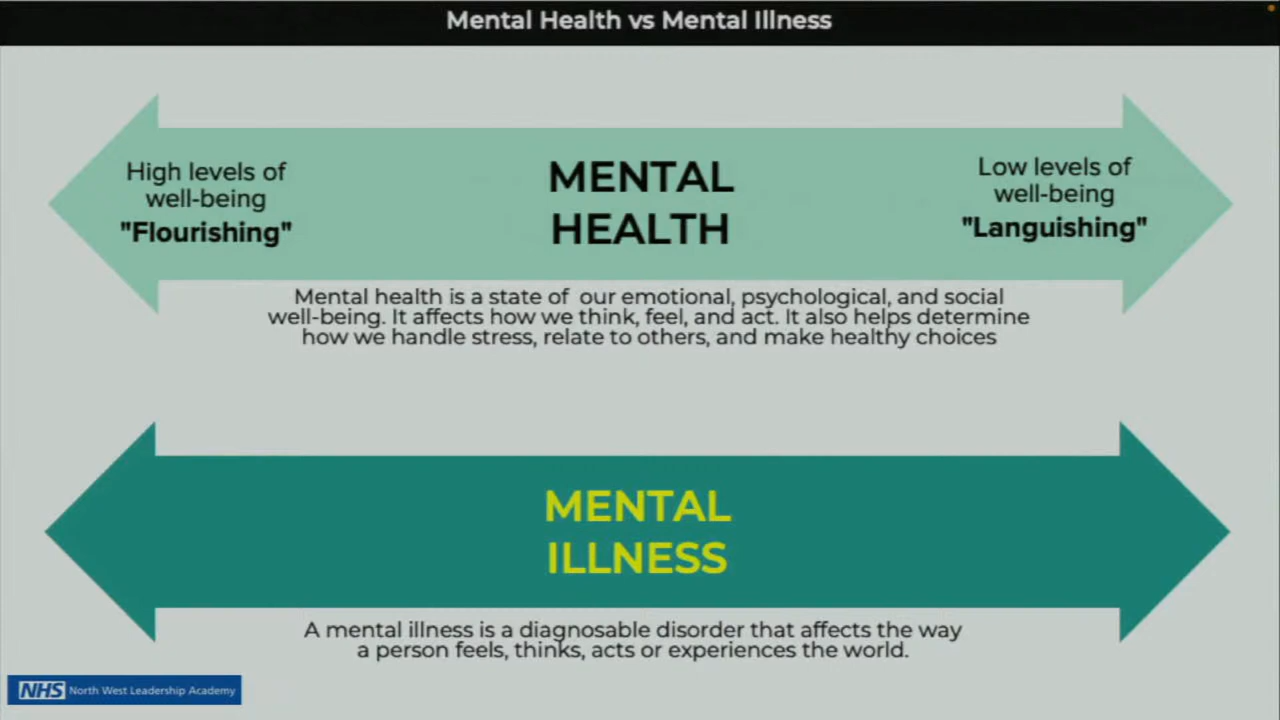 Mental Health vs Mental Illness
High levels of
well-being
"Flourishing"
MENTAL
HEALTH
Low levels of
well-being
"Languishing"
Mental health is a state of  our emotional, psychological, and social
well-being. It affects how we think, feel, and act. It also helps determine
how we handle stress, relate to others, and make healthy choices
MENTAL
ILLNESS
A mental illness is a diagnosable disorder that affects the way
a person feels, thinks, acts or experiences the world.
NHS North West Leadership Academy